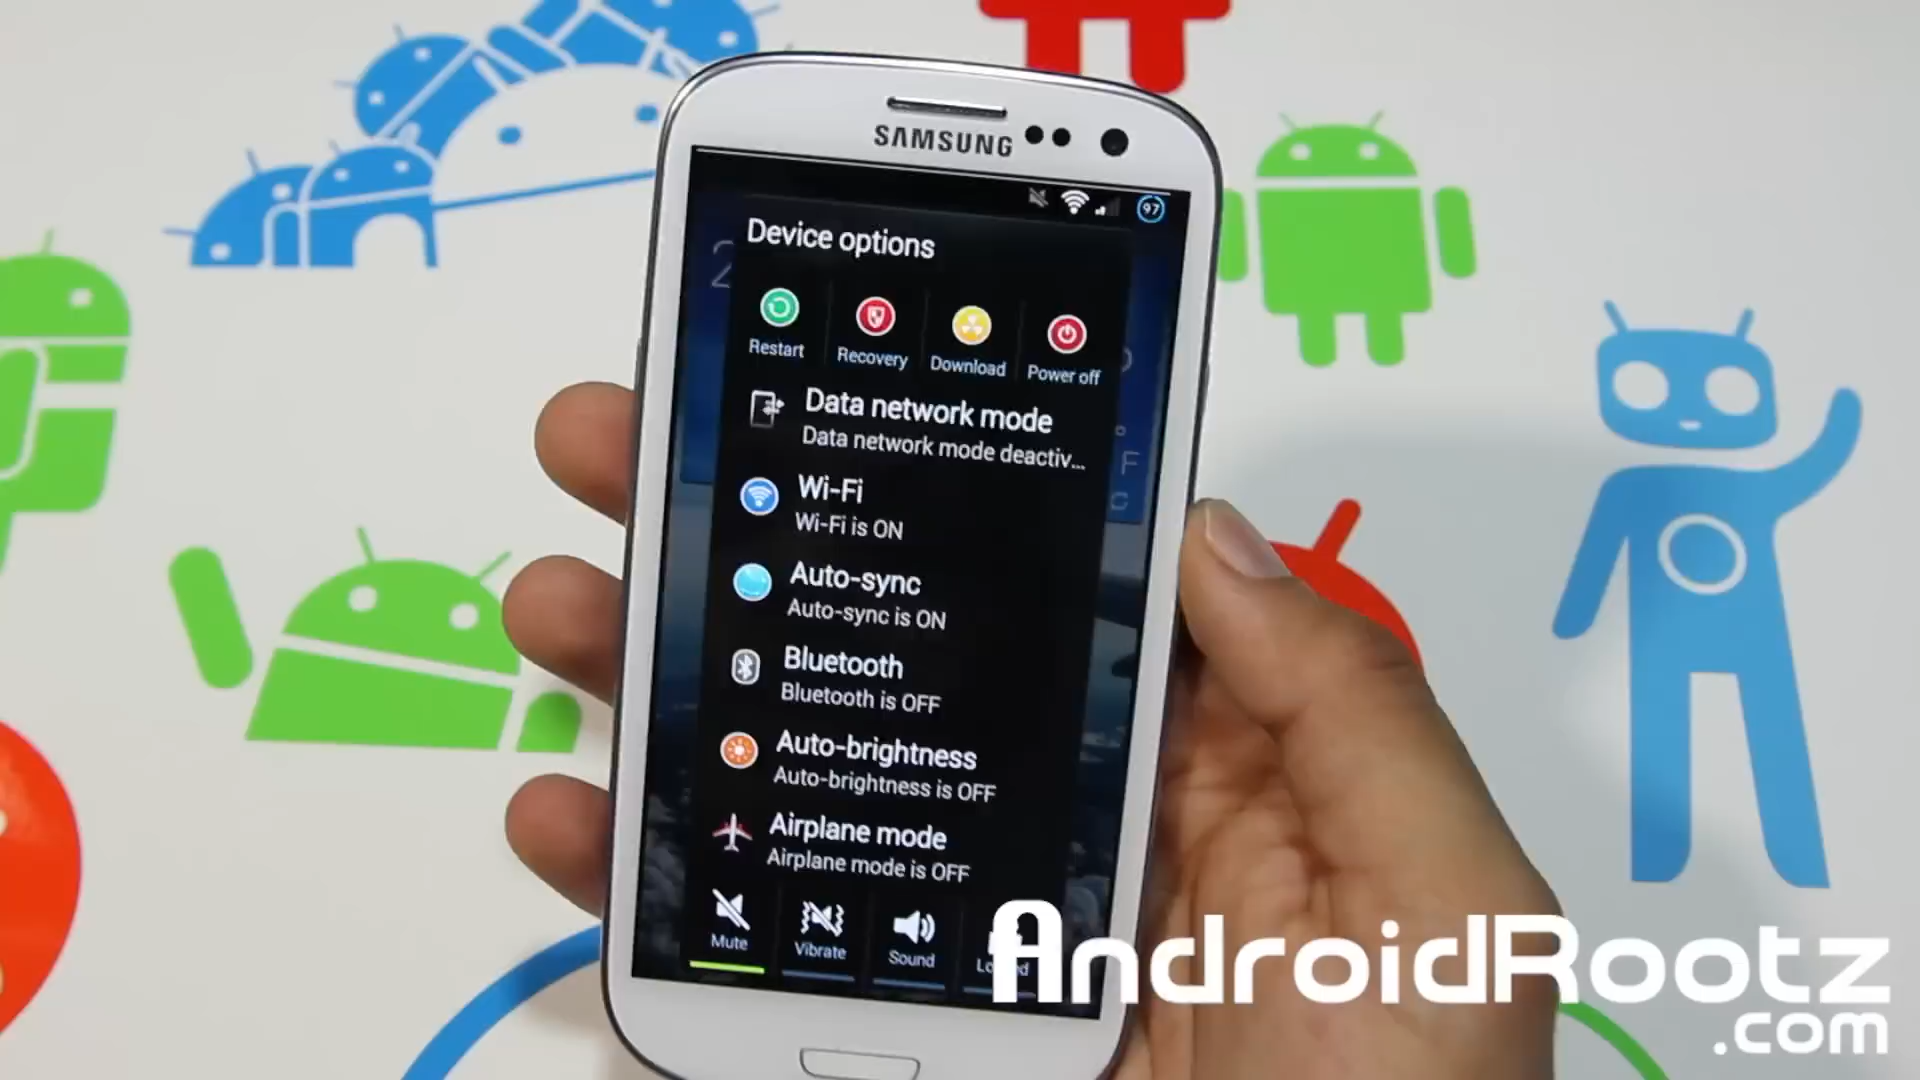 SAMSUNG
97
Device options
Restart Recovery Download Power off
Data network mode
Data network mode deactiv...
Wi-Fi
Wi-Fi is ON
Auto-sync
Auto-sync is ON
Bluetooth
Bluetooth is OFF
Auto-brightness
Auto-brightness is OFF
Airplane mode
Airplane mode is OFF
Mute Vibrate Sound
AndroidRootz
.com